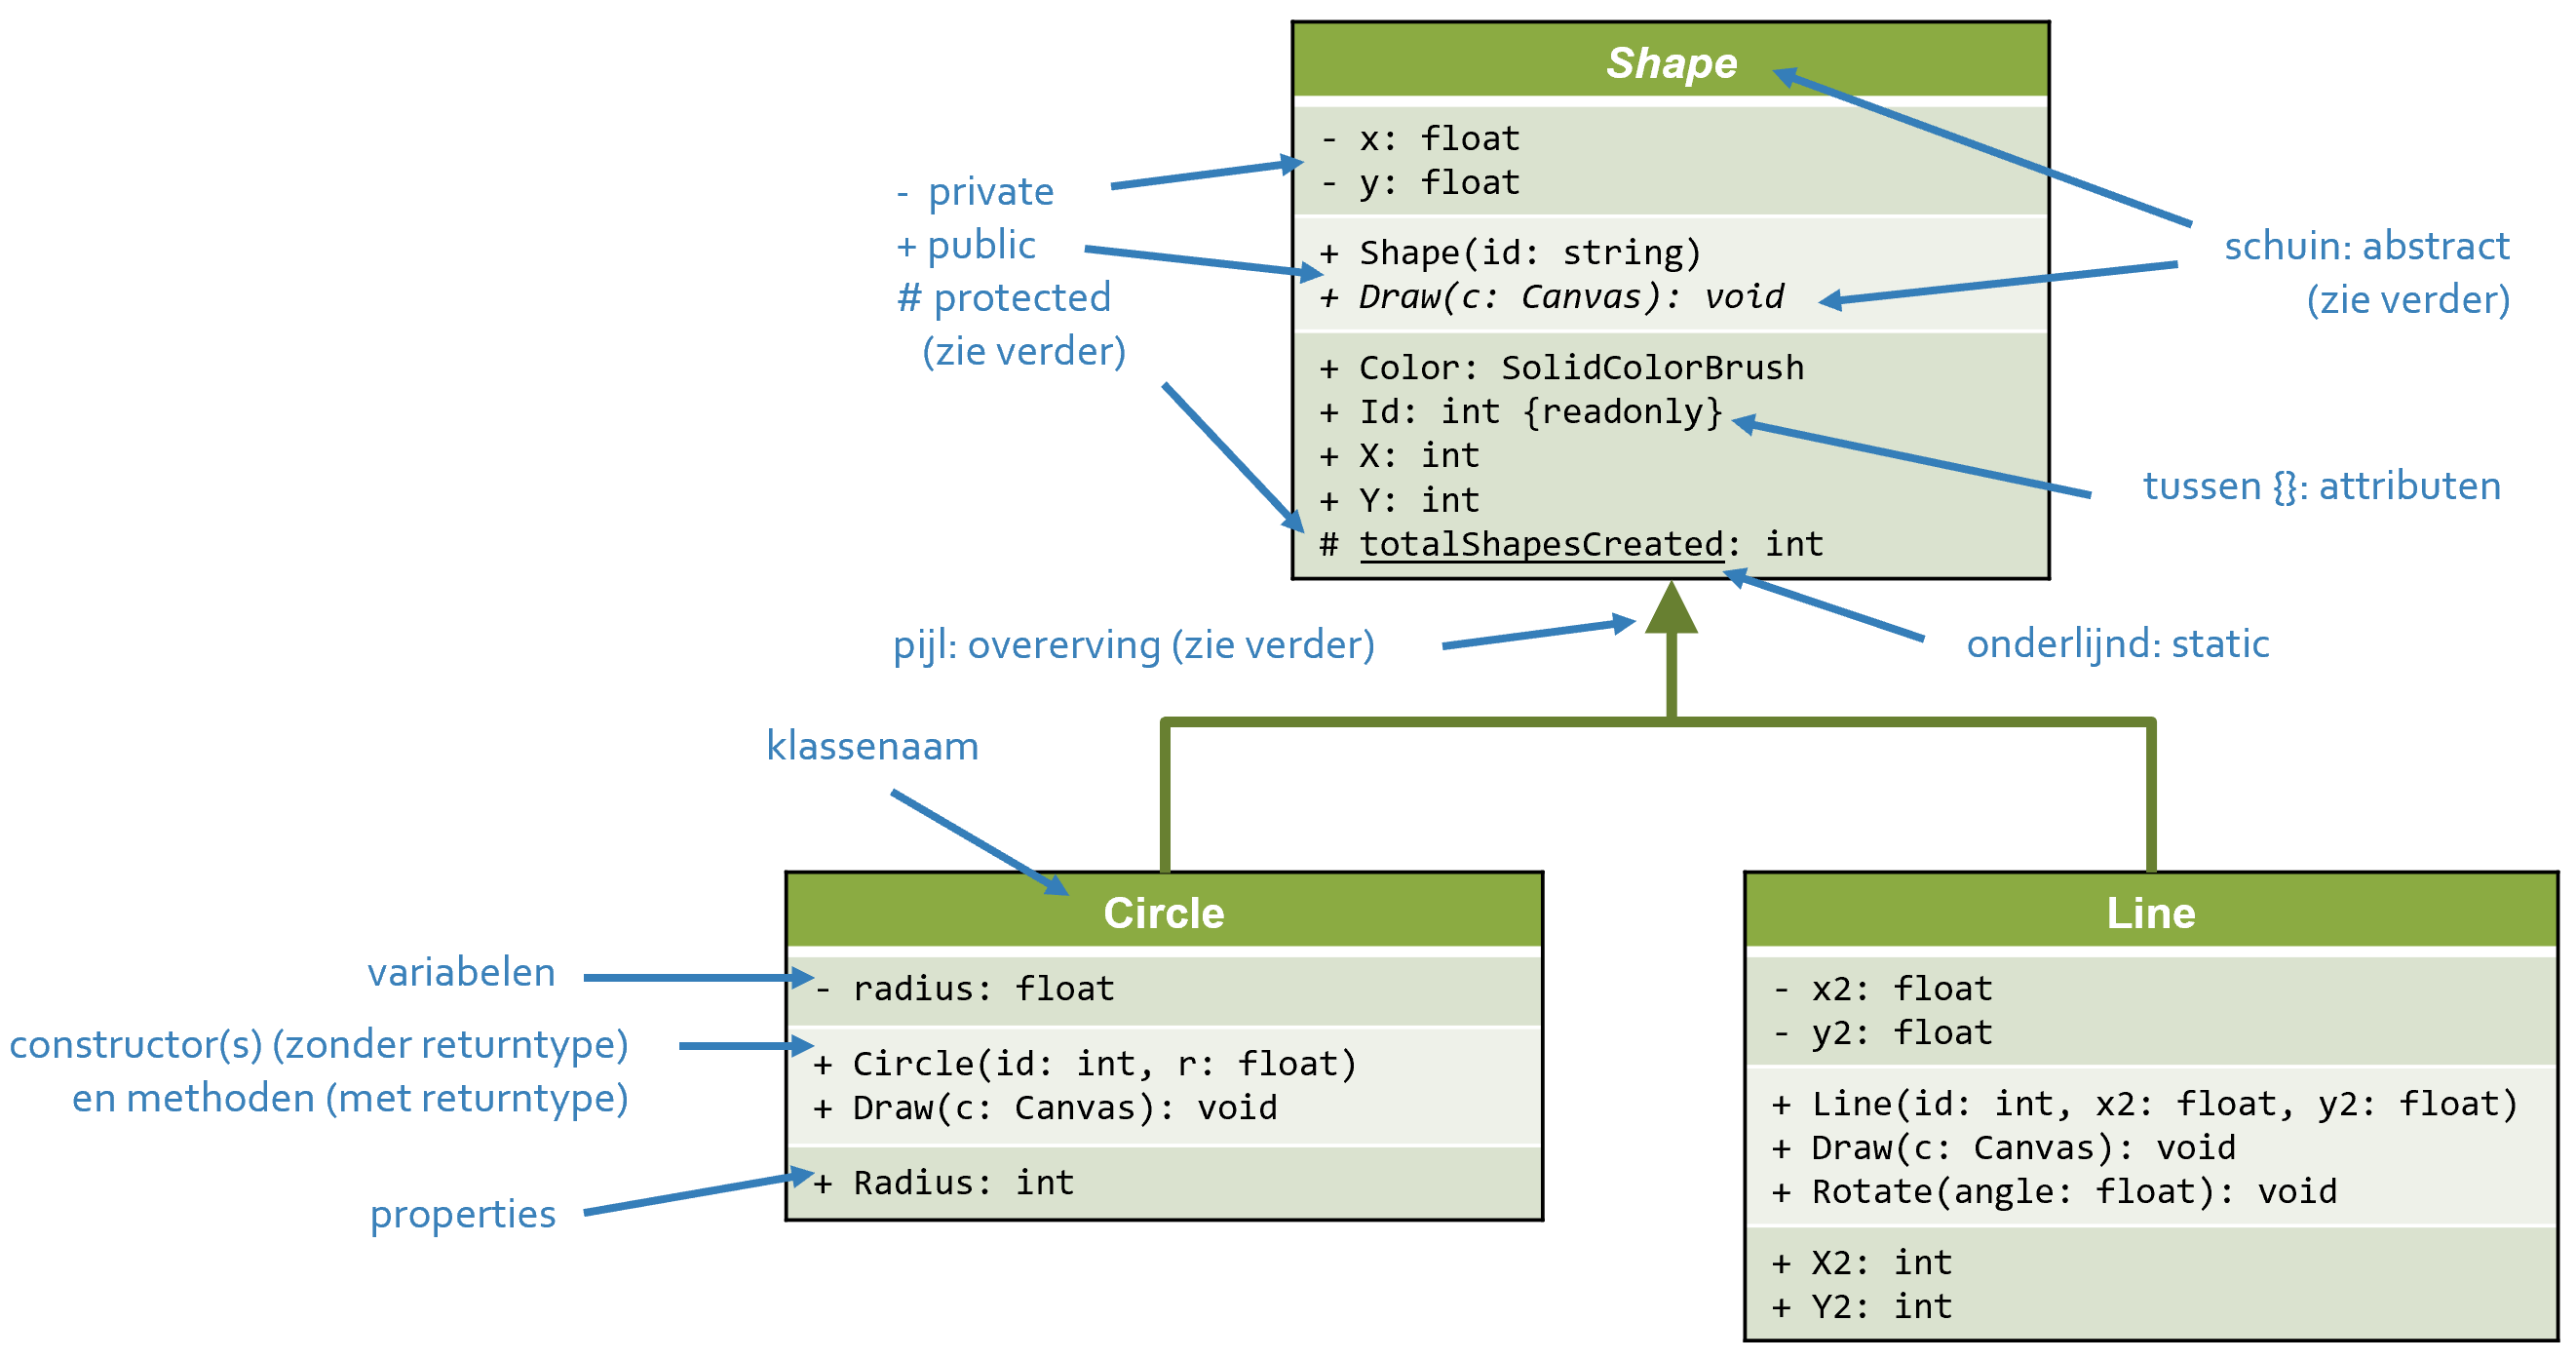 Shape
- x: float
- y: float
+ Shape(id: string)
+ Draw(c: Canvas): void
+ Color: SolidColorBrush
+ Id: int {readonly}
+ X: int
+ Y: int
# totalShapesCreated: int
- private
+ public
# protected
(zie verder)
schuin: abstract
(zie verder)
tussen {}: attributen
pijl: overerving (zie verder)
onderlijnd: static
klassenaam
variabelen
constructor(s) (zonder returntype)
en methoden (met returntype)
properties
Circle
- radius: float
+ Circle(id: int, r: float)
+ Draw(c: Canvas): void
+ Radius: int
Line
- x2: float
- y2: float
+ Line(id: int, x2: float, y2: float)
+ Draw(c: Canvas): void
+ Rotate(angle: float): void
+ X2: int
+ Y2: int